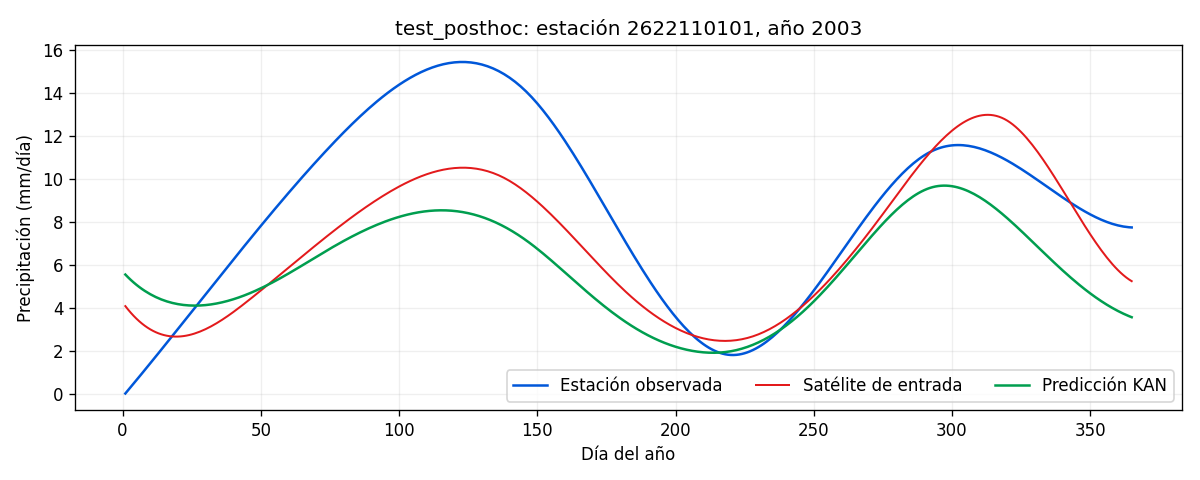 test_posthoc: estación 2622110101, año 2003
Precipitación (mm/día)
16
14
12
10
8
6
4
2
0
Estación observada
Satélite de entrada
Predicción KAN
0
50
100
150
200
250
300
350
Día del año